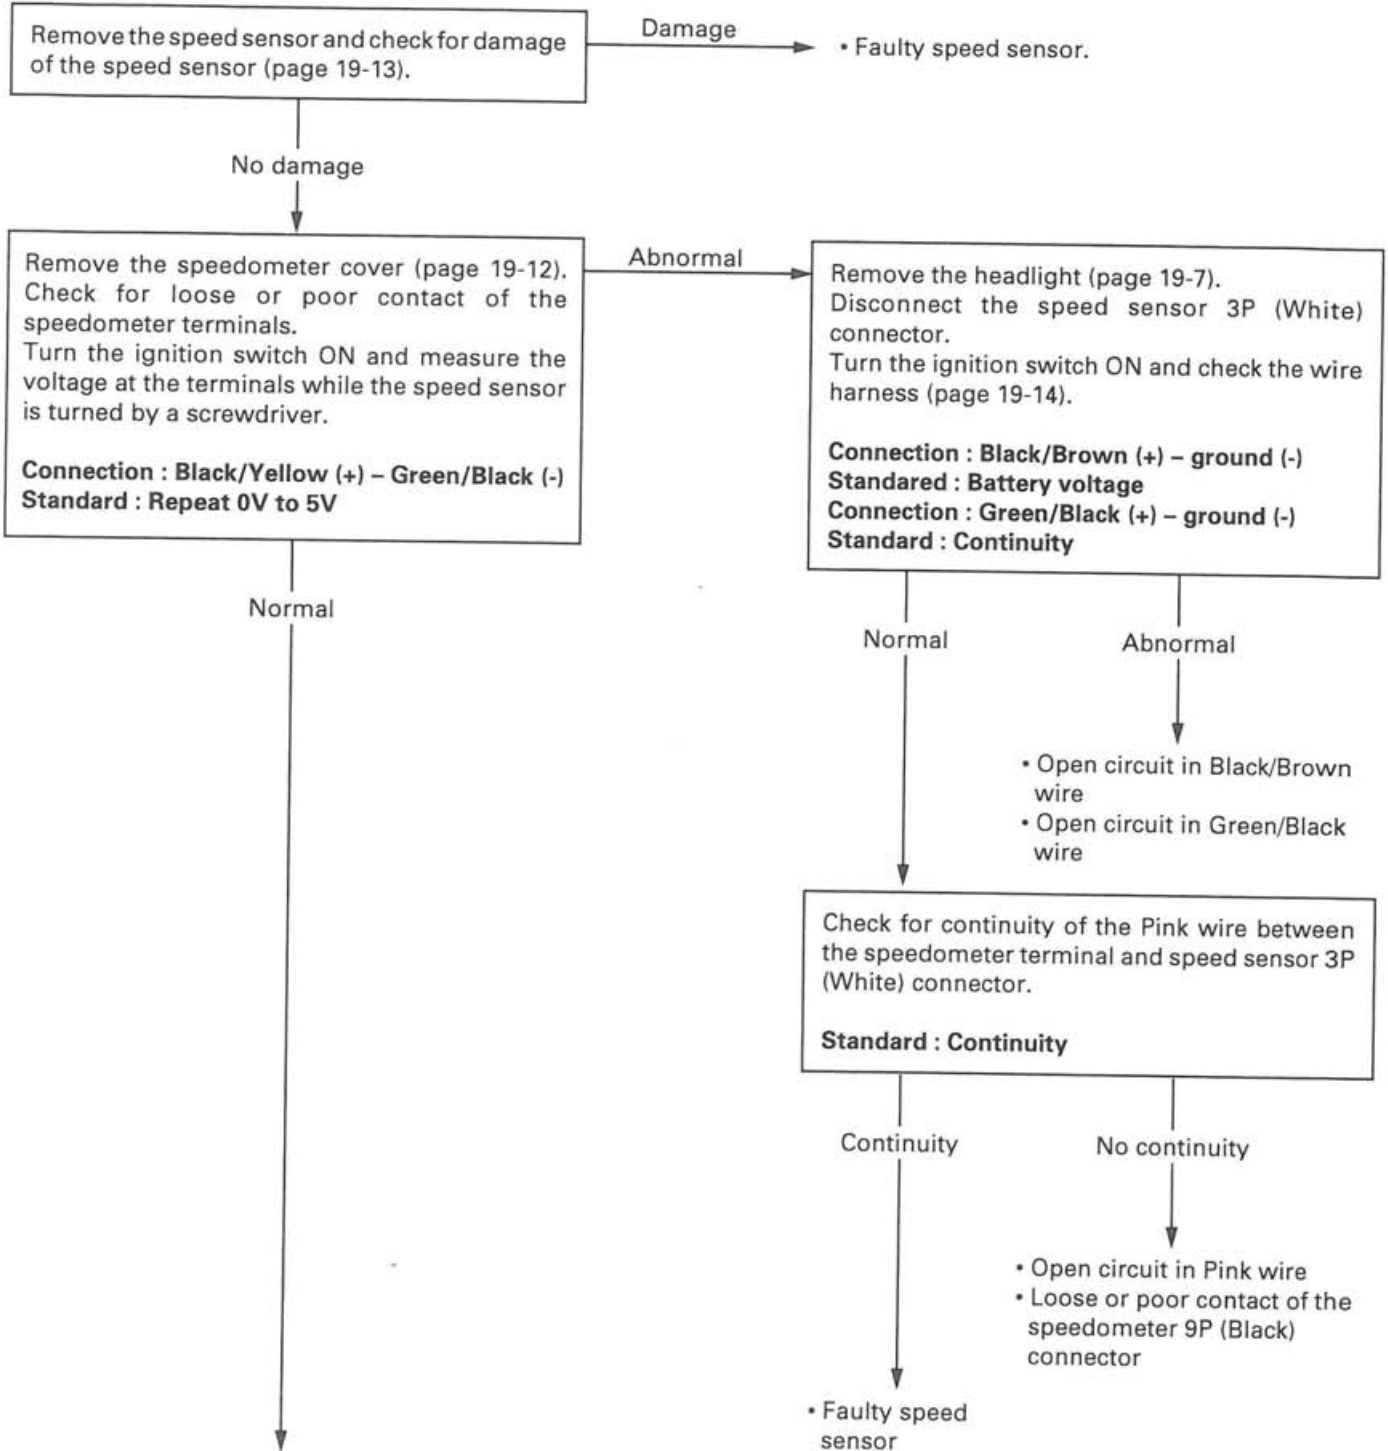 Remove the speed sensor and check for damage
of the speed sensor (page 19-13).
Damage
• Faulty speed sensor.
No damage
Remove the speedometer cover (page 19-12).
Check for loose or poor contact of the
speedometer terminals.
Turn the ignition switch ON and measure the
voltage at the terminals while the speed sensor
is turned by a screwdriver.
Connection : Black/Yellow (+) – Green/Black (-)
Standard : Repeat 0V to 5V
Abnormal
Remove the headlight (page 19-7).
Disconnect the speed sensor 3P (White)
connector.
Turn the ignition switch ON and check the wire
harness (page 19-14).
Connection : Black/Brown (+) – ground (-)
Standared : Battery voltage
Connection : Green/Black (+) – ground (-)
Standard : Continuity
Normal
Normal
Abnormal
• Open circuit in Black/Brown
wire
• Open circuit in Green/Black
wire
Check for continuity of the Pink wire between
the speedometer terminal and speed sensor 3P
(White) connector.
Standard : Continuity
Continuity
No continuity
• Open circuit in Pink wire
• Loose or poor contact of the
speedometer 9P (Black)
connector
• Faulty speed
sensor